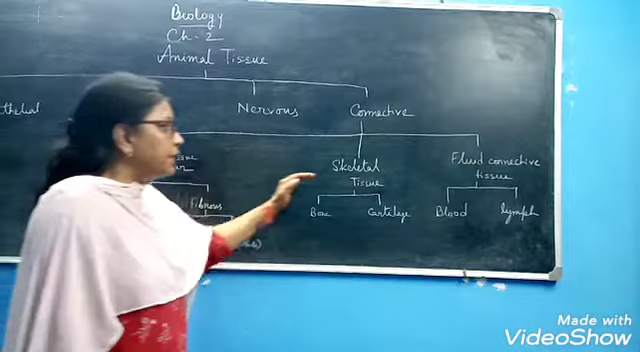 Biology
Ch - 2
Animal Tissue
Nervous
Connective
Skeletal
Tissue
Fluid connective
tissue
Fibrous
Bone
Cartilage
Blood
lymph
Made with
VideoShow